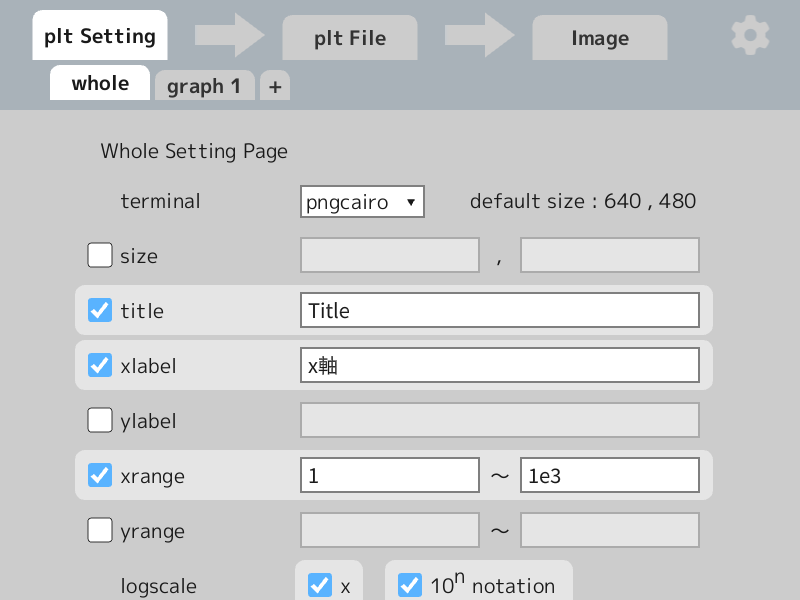 plt Setting plt File Image
whole graph 1 +
Whole Setting Page
terminal pngcairo ▼ default size : 640 , 480
size ,
title Title
xlabel x軸
ylabel
xrange 1 〜 1e3
yrange 〜
logscale x 10ⁿ notation